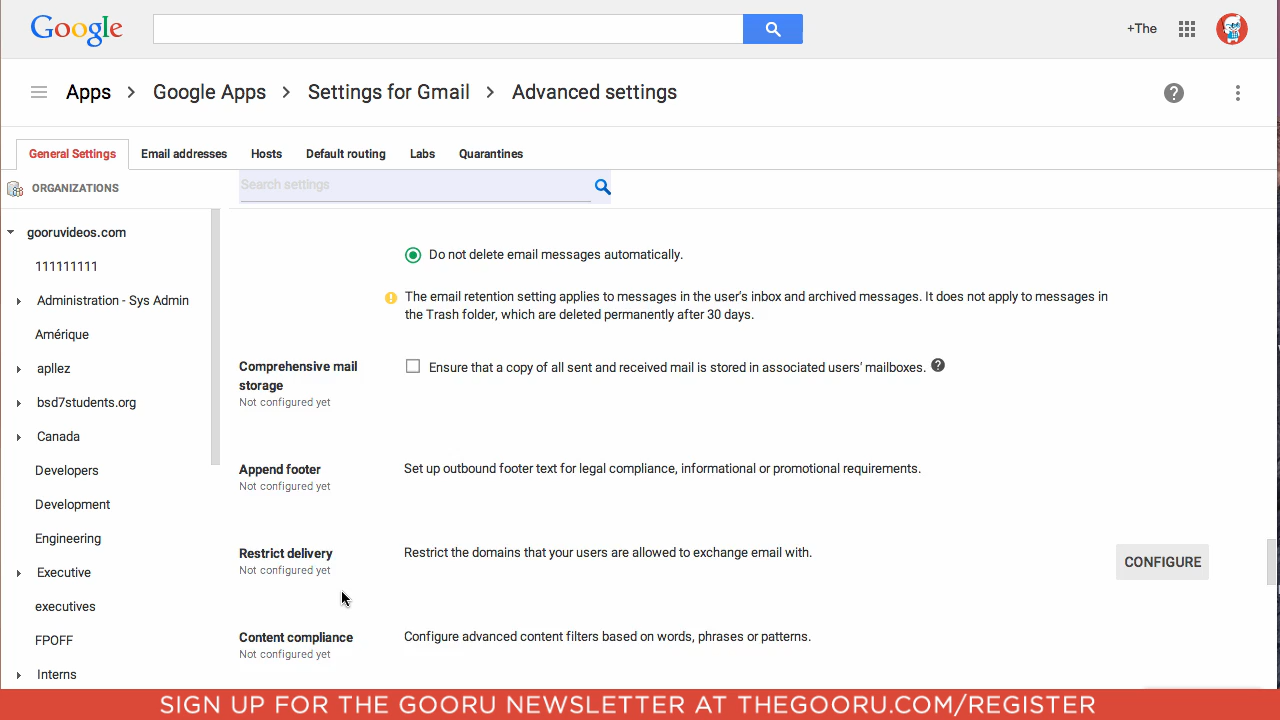 Google
+The
Apps > Google Apps > Settings for Gmail > Advanced settings
General Settings Email addresses Hosts Default routing Labs Quarantines
ORGANIZATIONS
Search settings
gooruvideos.com
111111111
Administration - Sys Admin
Amérique
apllez
bsd7students.org
Canada
Developers
Development
Engineering
Executive
executives
FPOFF
Interns
Do not delete email messages automatically.
The email retention setting applies to messages in the user's inbox and archived messages. It does not apply to messages in
the Trash folder, which are deleted permanently after 30 days.
Comprehensive mail
storage
Not configured yet
Ensure that a copy of all sent and received mail is stored in associated users' mailboxes.
Append footer
Not configured yet
Set up outbound footer text for legal compliance, informational or promotional requirements.
Restrict delivery
Not configured yet
Restrict the domains that your users are allowed to exchange email with.
CONFIGURE
Content compliance
Not configured yet
Configure advanced content filters based on words, phrases or patterns.
SIGN UP FOR THE GOORU NEWSLETTER AT THEGOORU.COM/REGISTER